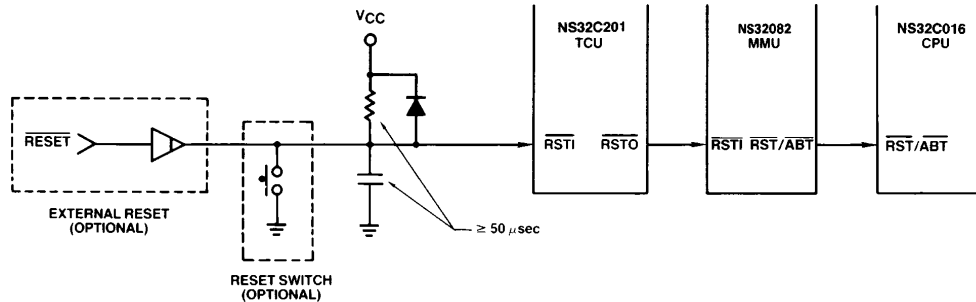 VCC
NS32C201
TCU
NS32082
MMU
NS32C016
CPU
RESET
RSTI RSTO
RSTI RST/ABT
RST/ABT
EXTERNAL RESET
(OPTIONAL)
≥ 50 μsec
RESET SWITCH
(OPTIONAL)